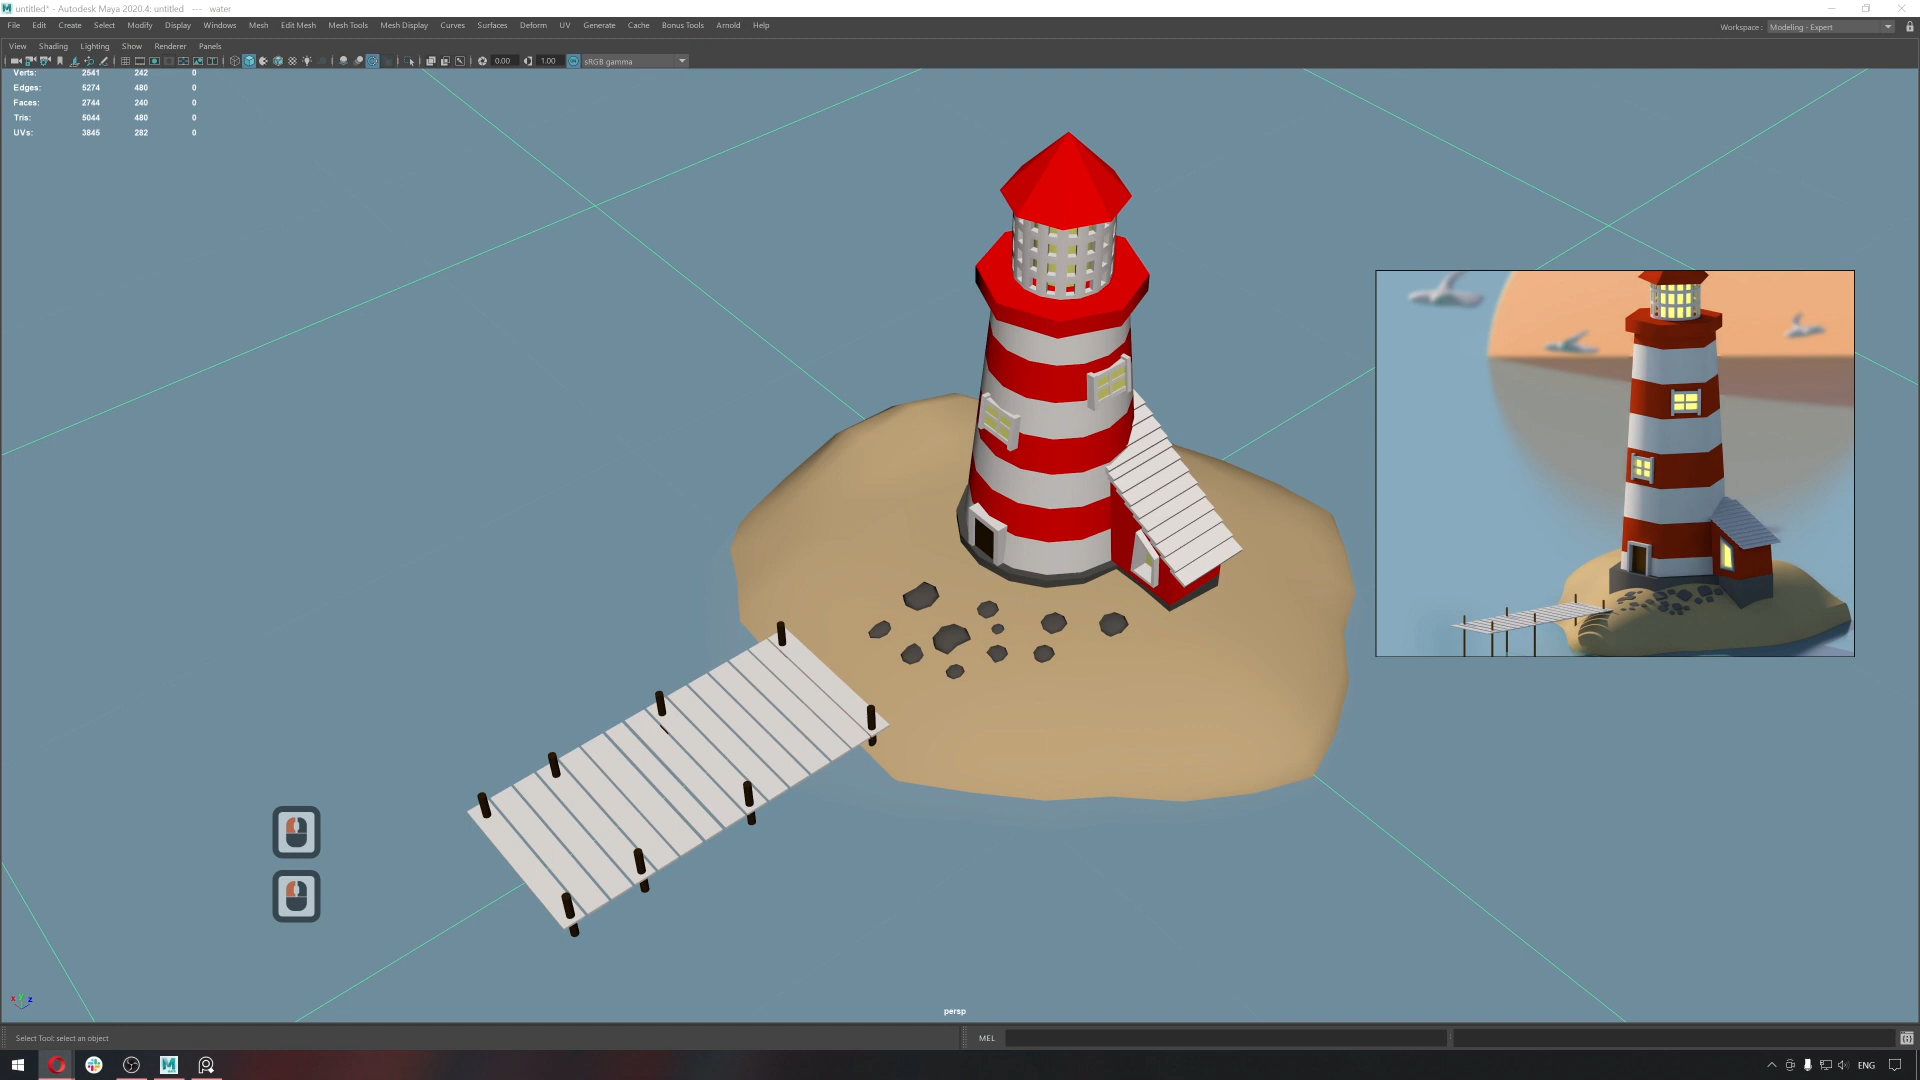 untitled* - Autodesk Maya 2020.4: untitled --- water
File Edit Create Select Modify Display Windows Mesh Edit Mesh Mesh Tools Mesh Display Curves Surfaces Deform UV Generate Cache Bonus Tools Arnold Help
Workspace : Modeling - Expert
View Shading Lighting Show Renderer Panels
0.00 1.00 sRGB gamma
Verts: 2541 242 0
Edges: 5274 480 0
Faces: 2744 240 0
Tris: 5044 480 0
UVs: 3845 282 0
persp
Select Tool: select an object
MEL
ENG